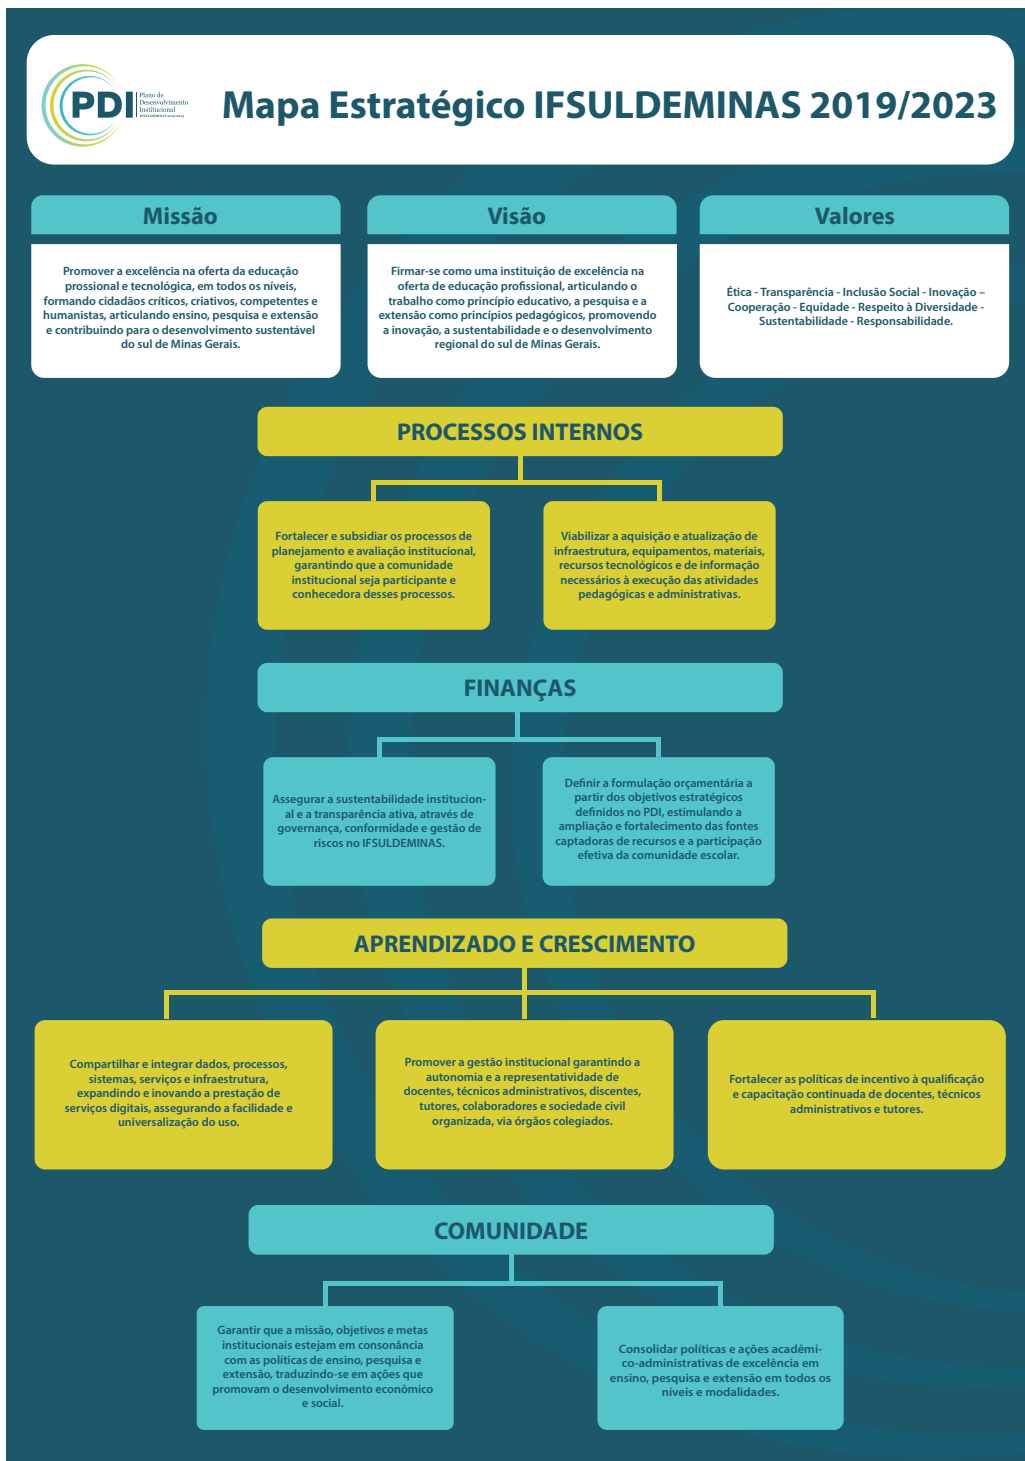 PDI
Plano de
Desenvolvimento
Institucional
Mapa Estratégico IFSULDEMINAS 2019/2023
Missão
Promover a excelência na oferta da educação
prossional e tecnológica, em todos os níveis,
formando cidadãos críticos, criativos, competentes e
humanistas, articulando ensino, pesquisa e extensão
e contribuindo para o desenvolvimento sustentável
do sul de Minas Gerais.
Visão
Firmar-se como uma instituição de excelência na
oferta de educação profissional, articulando o
trabalho como princípio educativo, a pesquisa e a
extensão como princípios pedagógicos, promovendo
a inovação, a sustentabilidade e o desenvolvimento
regional do sul de Minas Gerais.
Valores
Ética - Transparência - Inclusão Social - Inovação –
Cooperação - Equidade - Respeito à Diversidade -
Sustentabilidade - Responsabilidade.
PROCESSOS INTERNOS
Fortalecer e subsidiar os processos de
planejamento e avaliação institucional,
garantindo que a comunidade
institucional seja participante e
conhecedora desses processos.
Viabilizar a aquisição e atualização de
infraestrutura, equipamentos, materiais,
recursos tecnológicos e de informação
necessários à execução das atividades
pedagógicas e administrativas.
FINANÇAS
Assegurar a sustentabilidade institucion-
al e a transparência ativa, através de
governança, conformidade e gestão de
riscos no IFSULDEMINAS.
Definir a formulação orçamentária a
partir dos objetivos estratégicos
definidos no PDI, estimulando a
ampliação e fortalecimento das fontes
captadoras de recursos e a participação
efetiva da comunidade escolar.
APRENDIZADO E CRESCIMENTO
Compartilhar e integrar dados, processos,
sistemas, serviços e infraestrutura,
expandindo e inovando a prestação de
serviços digitais, assegurando a facilidade e
universalização do uso.
Promover a gestão institucional garantindo a
autonomia e a representatividade de
docentes, técnicos administrativos, discentes,
tutores, colaboradores e sociedade civil
organizada, via órgãos colegiados.
Fortalecer as políticas de incentivo à qualificação
e capacitação continuada de docentes, técnicos
administrativos e tutores.
COMUNIDADE
Garantir que a missão, objetivos e metas
institucionais estejam em consonância
com as políticas de ensino, pesquisa e
extensão, traduzindo-se em ações que
promovam o desenvolvimento econômico
e social.
Consolidar políticas e ações acadêmi-
co-administrativas de excelência em
ensino, pesquisa e extensão em todos os
níveis e modalidades.